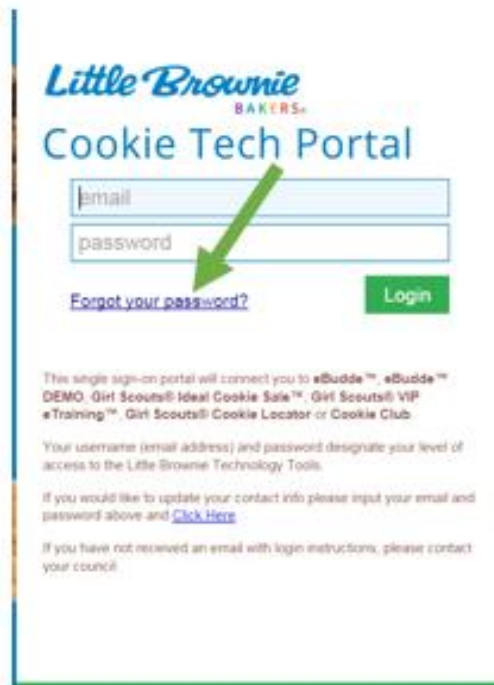 Little Brownie
BAKERS®
Cookie Tech Portal
email
password
Forgot your password?
Login
This single sign-on portal will connect you to eBudde™, eBudde™
DEMO, Girl Scouts® Ideal Cookie Sale™, Girl Scouts® VIP
eTraining™, Girl Scouts® Cookie Locator or Cookie Club.
Your username (email address) and password designate your level of
access to the Little Brownie Technology Tools.
If you would like to update your contact info please input your email and
password above and Click Here
If you have not received an email with login instructions, please contact
your council.